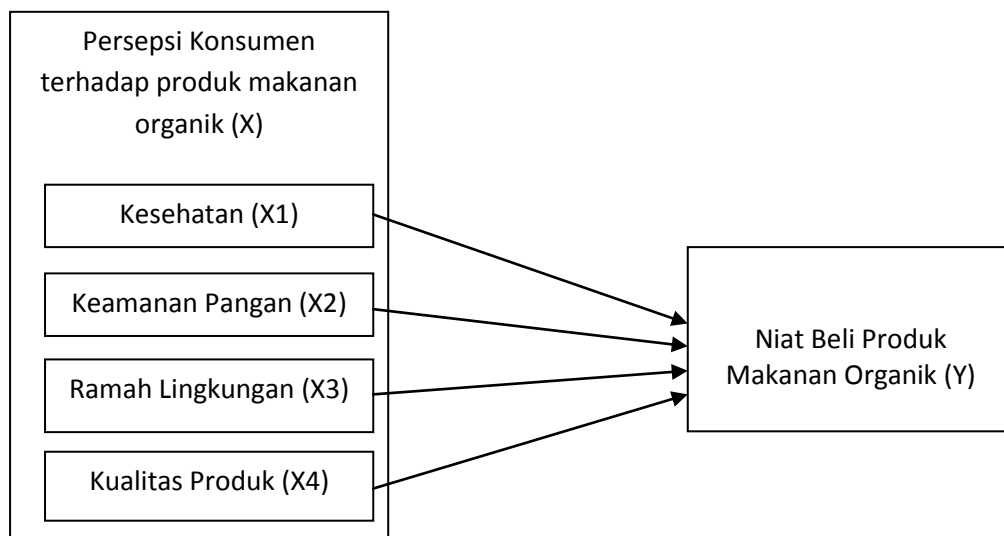 Persepsi Konsumen
terhadap produk makanan
organik (X)
Kesehatan (X1)
Keamanan Pangan (X2)
Ramah Lingkungan (X3)
Kualitas Produk (X4)
Niat Beli Produk
Makanan Organik (Y)